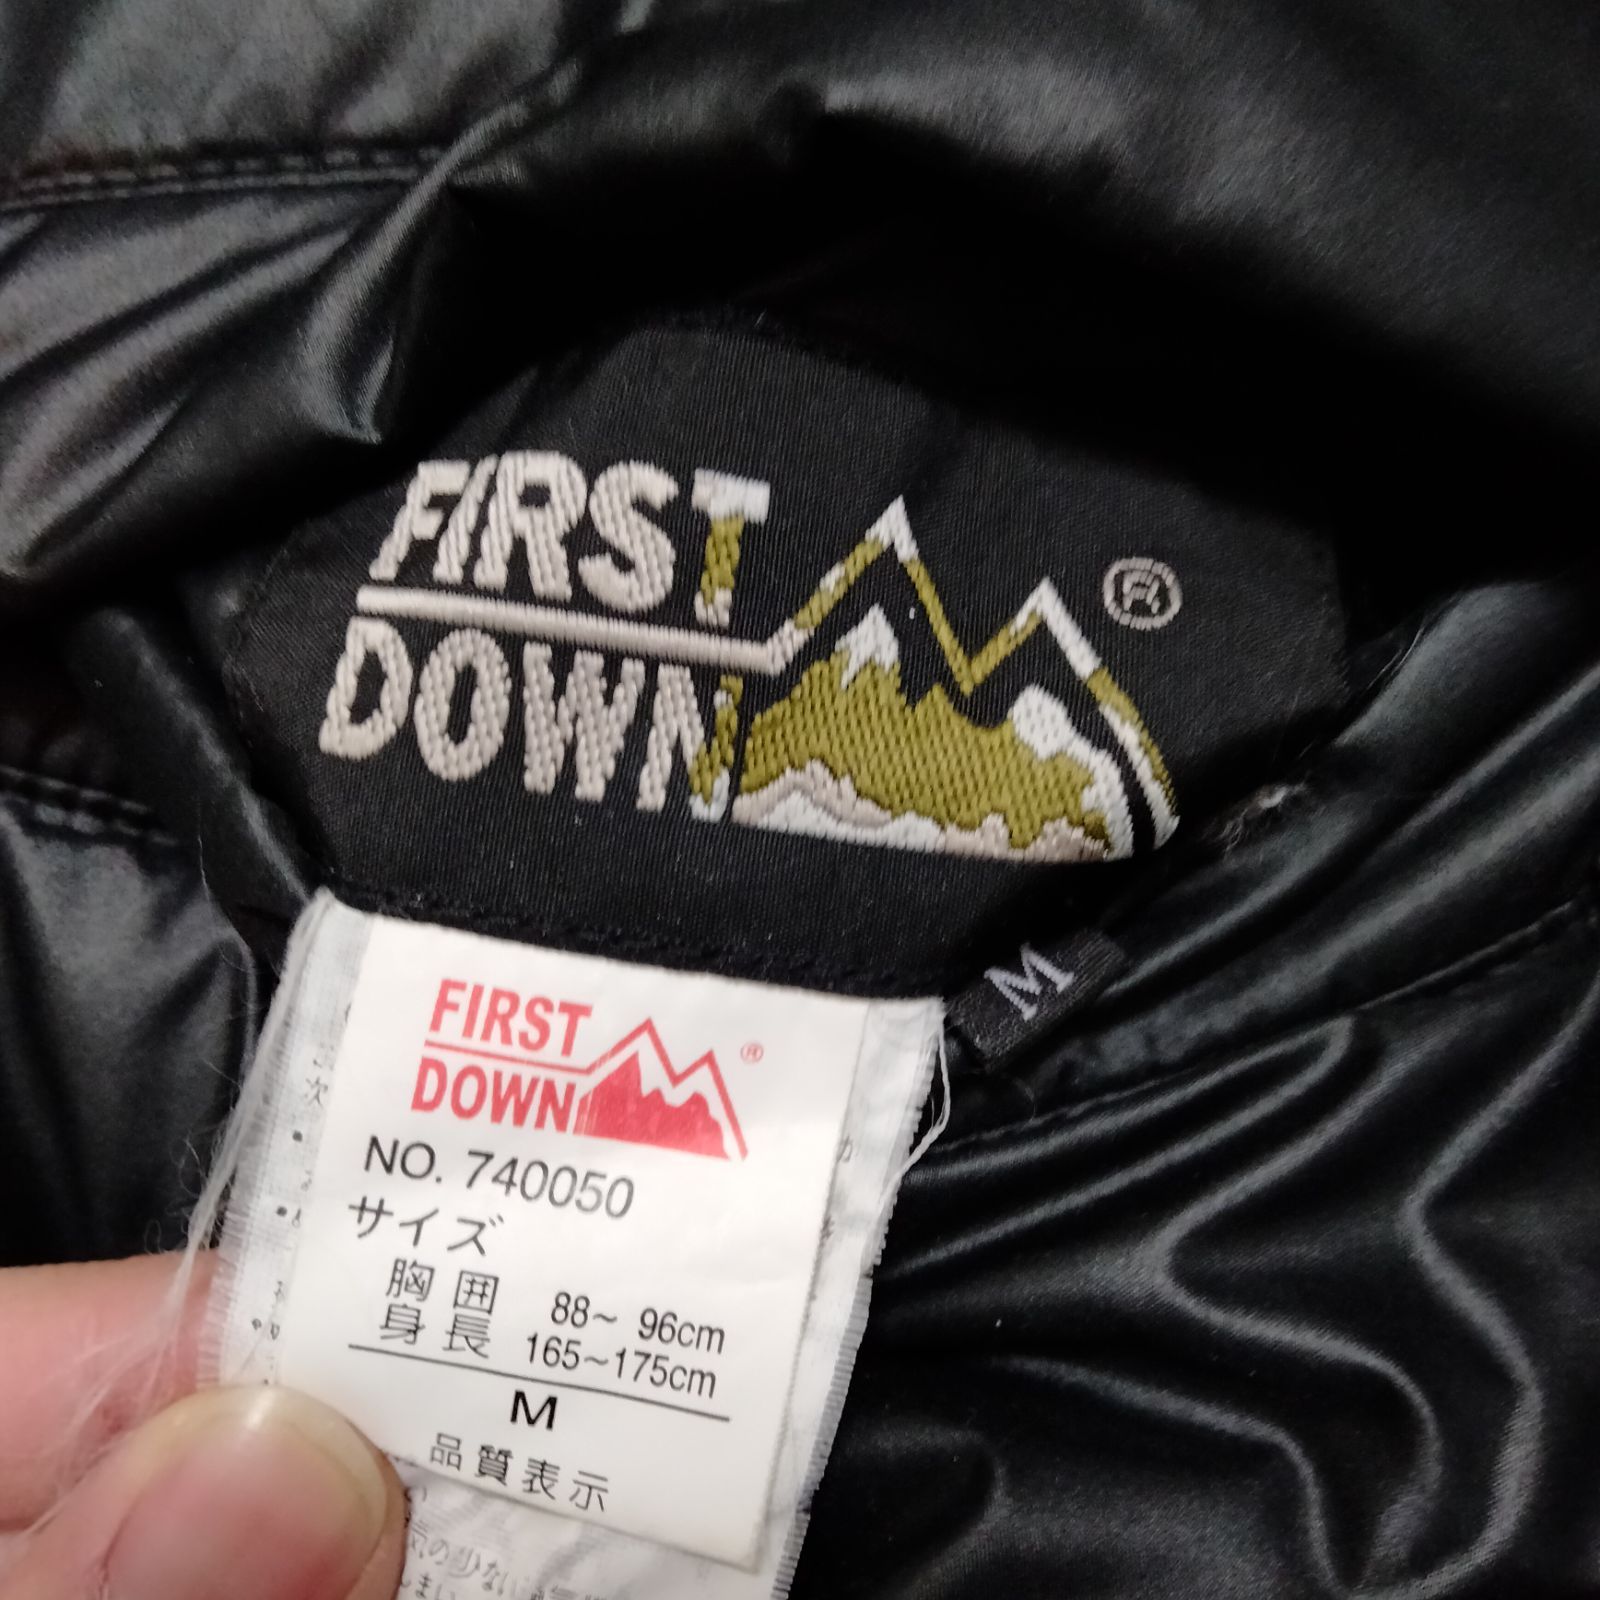 FIRST
DOWN
®
M
FIRST
DOWN
®
NO. 740050
サイズ
胸囲 88~ 96cm
身長 165~175cm
M
品質表示